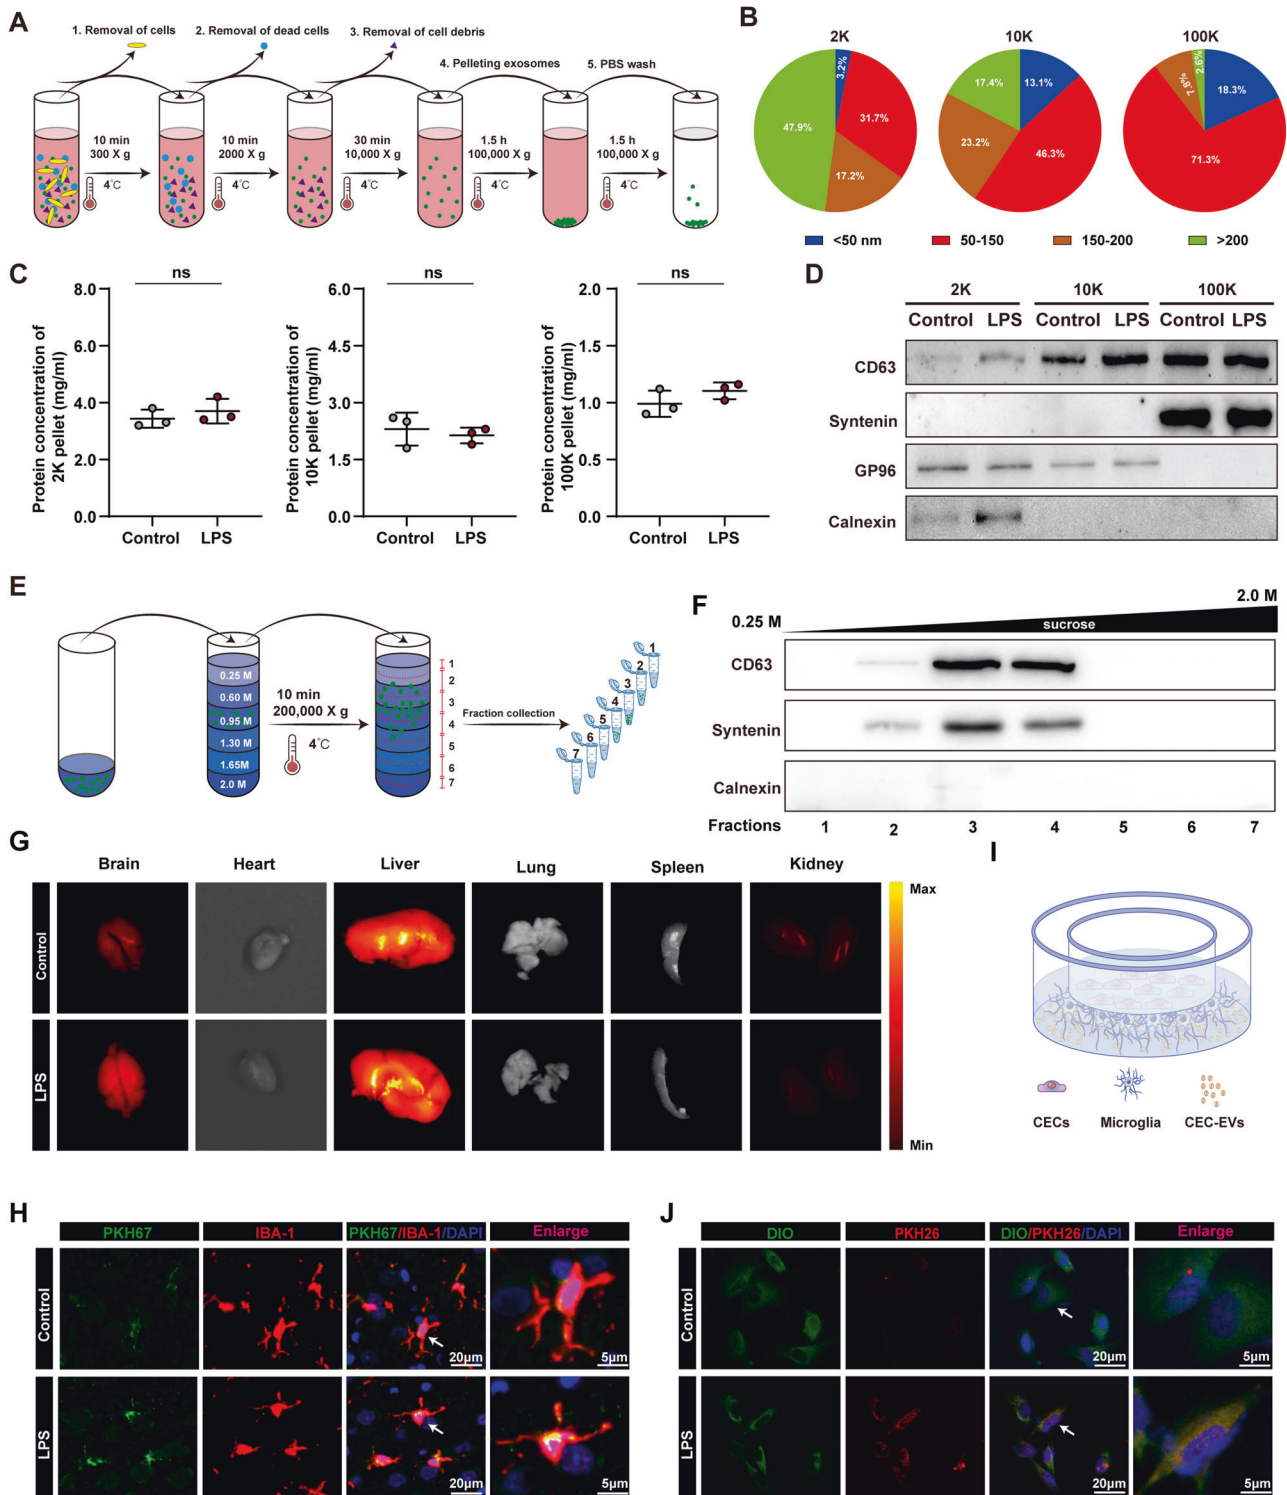 A
1. Removal of cells
2. Removal of dead cells
3. Removal of cell debris
4. Pelleting exosomes
5. PBS wash
10 min
300 X g
4°C
10 min
2000 X g
4°C
30 min
10,000 X g
4°C
1.5 h
100,000 X g
4°C
1.5 h
100,000 X g
4°C
B
2K
10K
100K
3.2%
31.7%
17.2%
47.9%
13.1%
46.3%
23.2%
17.4%
18.3%
71.3%
7.8%
2.6%
<50 nm
50-150
150-200
>200
C
ns
Protein concentration of
2K pellet (mg/ml)
8.0
6.0
4.0
2.0
0.0
Control
LPS
ns
Protein concentration of
10K pellet (mg/ml)
6.0
4.5
3.0
1.5
0.0
Control
LPS
ns
Protein concentration of
100K pellet (mg/ml)
2.0
1.5
1.0
0.5
0.0
Control
LPS
D
2K
10K
100K
Control LPS
Control LPS
Control LPS
CD63
Syntenin
GP96
Calnexin
E
0.25 M
0.60 M
0.95 M
1.30 M
1.65M
2.0 M
10 min
200,000 X g
4°C
1
2
3
4
5
6
7
Fraction collection
1
2
3
4
5
6
7
F
0.25 M
2.0 M
sucrose
CD63
Syntenin
Calnexin
Fractions 1 2 3 4 5 6 7
G
Brain
Heart
Liver
Lung
Spleen
Kidney
Control
LPS
Max
Min
I
CECs
Microglia
CEC-EVs
H
PKH67
IBA-1
PKH67/IBA-1/DAPI
Enlarge
Control
20μm
5μm
LPS
20μm
5μm
J
DIO
PKH26
DIO/PKH26/DAPI
Enlarge
Control
20μm
5μm
LPS
20μm
5μm